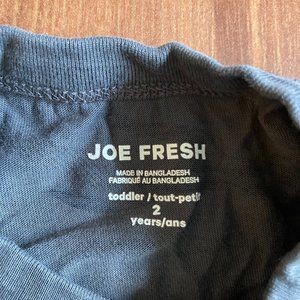 JOE FRESH
MADE IN BANGLADESH
FABRIQUÉ AU BANGLADESH
toddler / tout-petit
2
years/ans